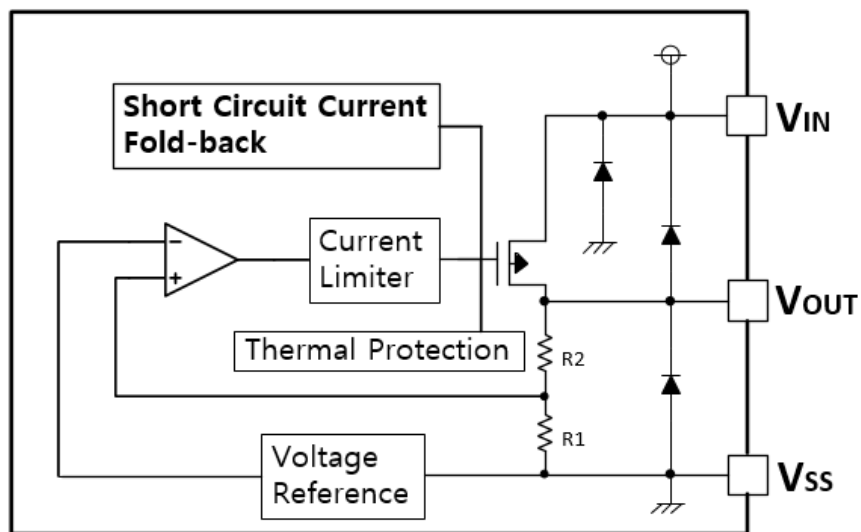 Short Circuit Current
Fold-back
VIN
−
+
Current
Limiter
VOUT
Thermal Protection
R2
R1
Voltage
Reference
VSS